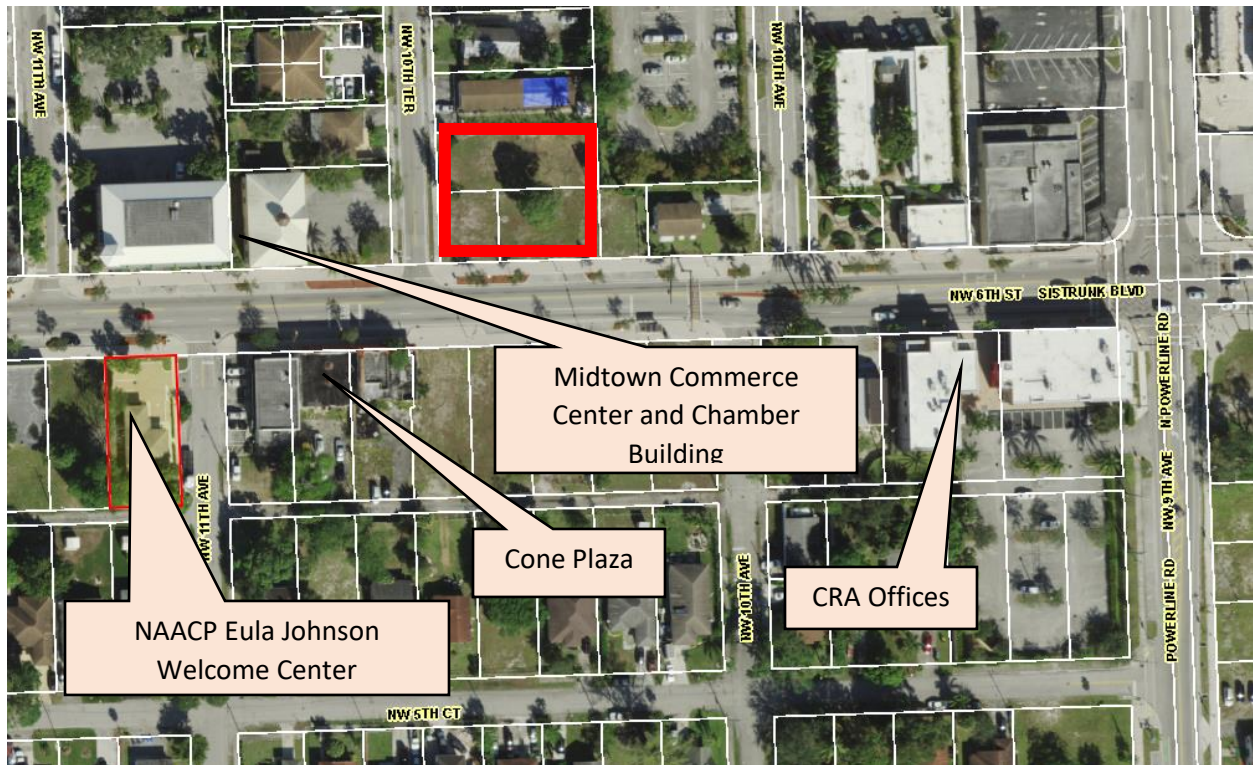 NW 11TH AVE
NW 10TH TER
NW 10TH AVE
NW 6TH ST SISTRUNK BLVD
N POWERLINE RD
NW 9TH AVE
POWERLINE RD
Midtown Commerce
Center and Chamber
Building
Cone Plaza
CRA Offices
NW 11TH AVE
NAACP Eula Johnson
Welcome Center
NW 10TH AVE
NW 5TH CT